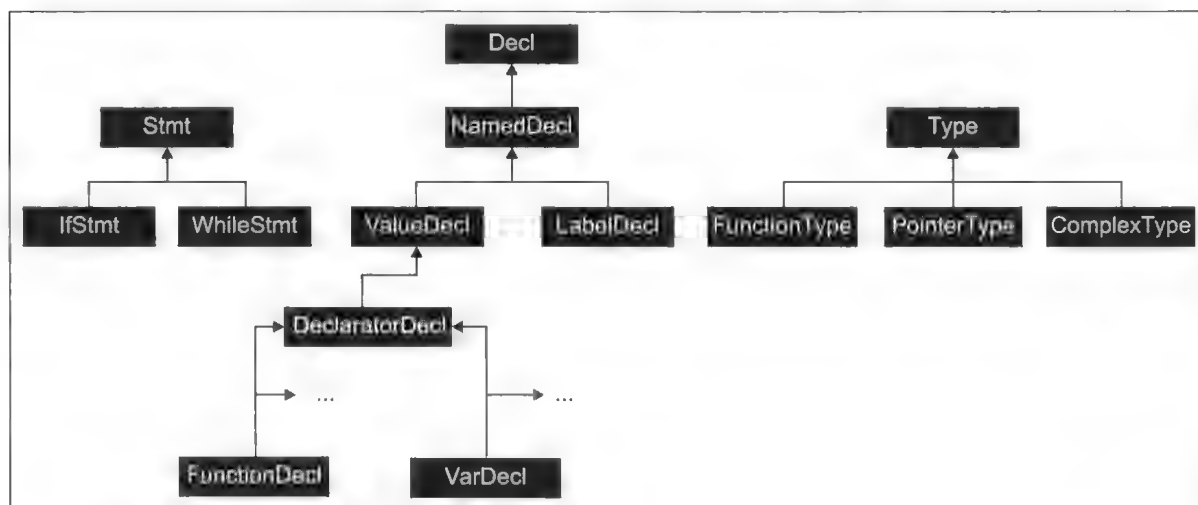 Decl
Stmt
NamedDecl
Type
IfStmt
WhileStmt
ValueDecl
LabelDecl
FunctionType
PointerType
ComplexType
DeclaratorDecl
...
...
FunctionDecl
VarDecl